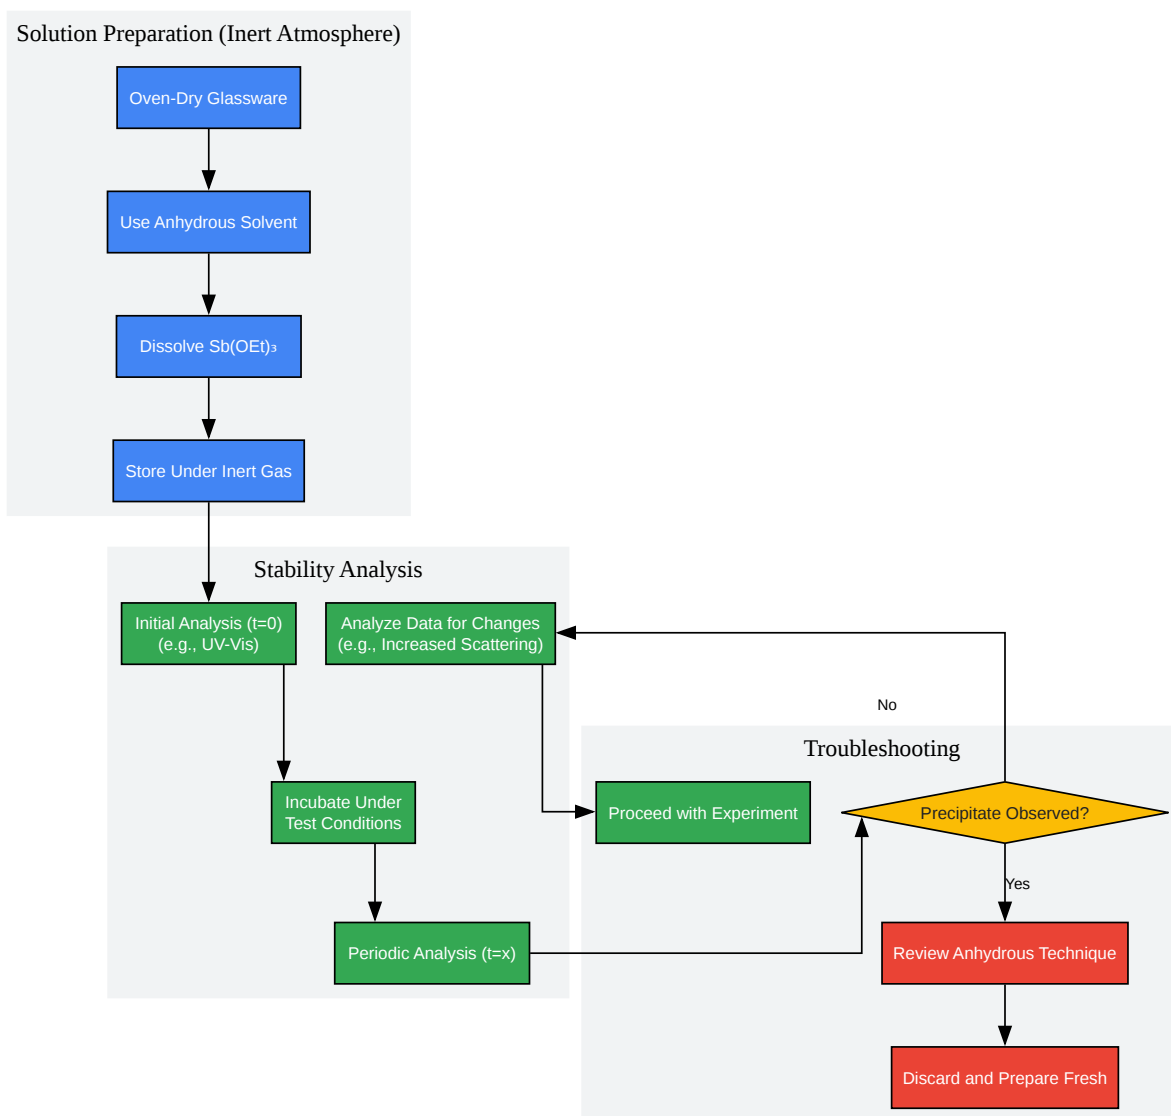 Solution Preparation (Inert Atmosphere)
Oven-Dry Glassware
Use Anhydrous Solvent
Dissolve Sb(OEt)₃
Store Under Inert Gas
Stability Analysis
Initial Analysis (t=0)
(e.g., UV-Vis)
Analyze Data for Changes
(e.g., Increased Scattering)
No
Troubleshooting
Incubate Under
Test Conditions
Proceed with Experiment
Precipitate Observed?
Yes
Periodic Analysis (t=x)
Review Anhydrous Technique
Discard and Prepare Fresh